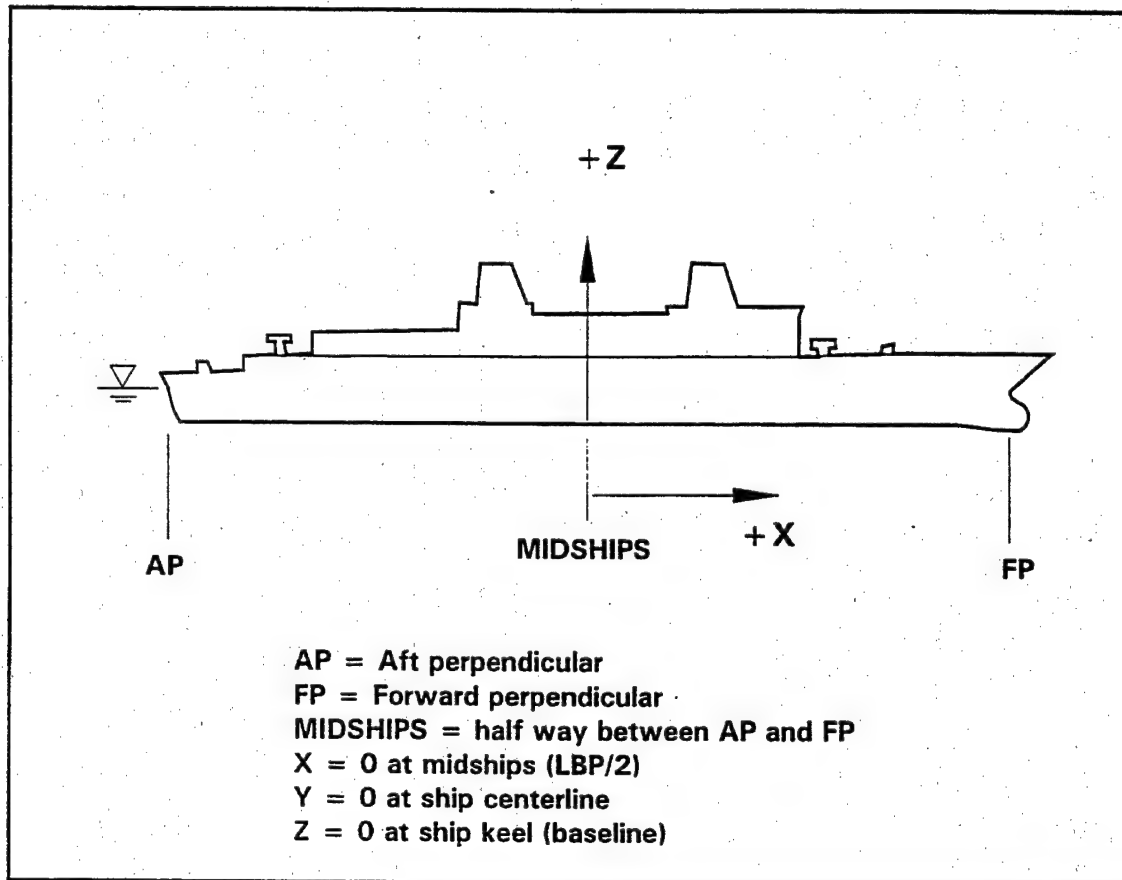 +Z
MIDSHIPS
+X
AP
FP
AP = Aft perpendicular
FP = Forward perpendicular
MIDSHIPS = half way between AP and FP
X = 0 at midships (LBP/2)
Y = 0 at ship centerline
Z = 0 at ship keel (baseline)